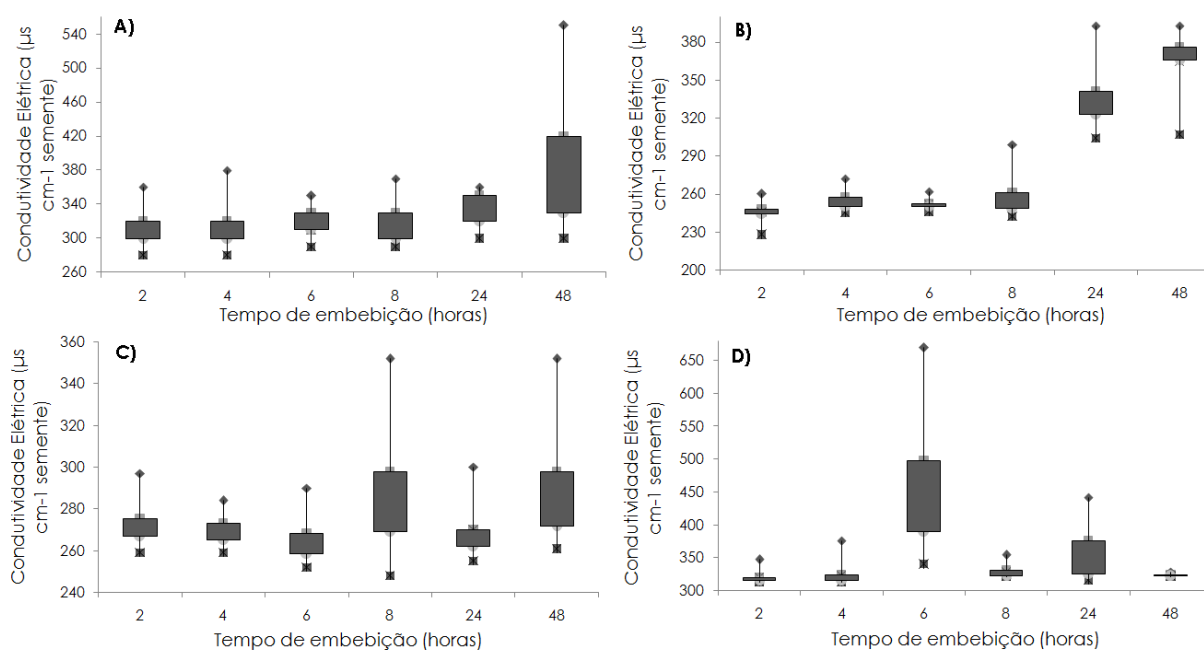 A)
Condutividade Elétrica (µs
cm-1 semente)
540
500
460
420
380
340
300
260
2 4 6 8 24 48
Tempo de embebição (horas)
B)
Condutividade Elétrica (µs
cm-1 semente)
380
350
320
290
260
230
200
2 4 6 8 24 48
Tempo de embebição (horas)
C)
Condutividade Elétrica (µs
cm-1 semente)
360
340
320
300
280
260
240
2 4 6 8 24 48
Tempo de embebição (horas)
D)
Condutividade Elétrica (µs
cm-1 semente)
650
600
550
500
450
400
350
300
2 4 6 8 24 48
Tempo de embebição (horas)